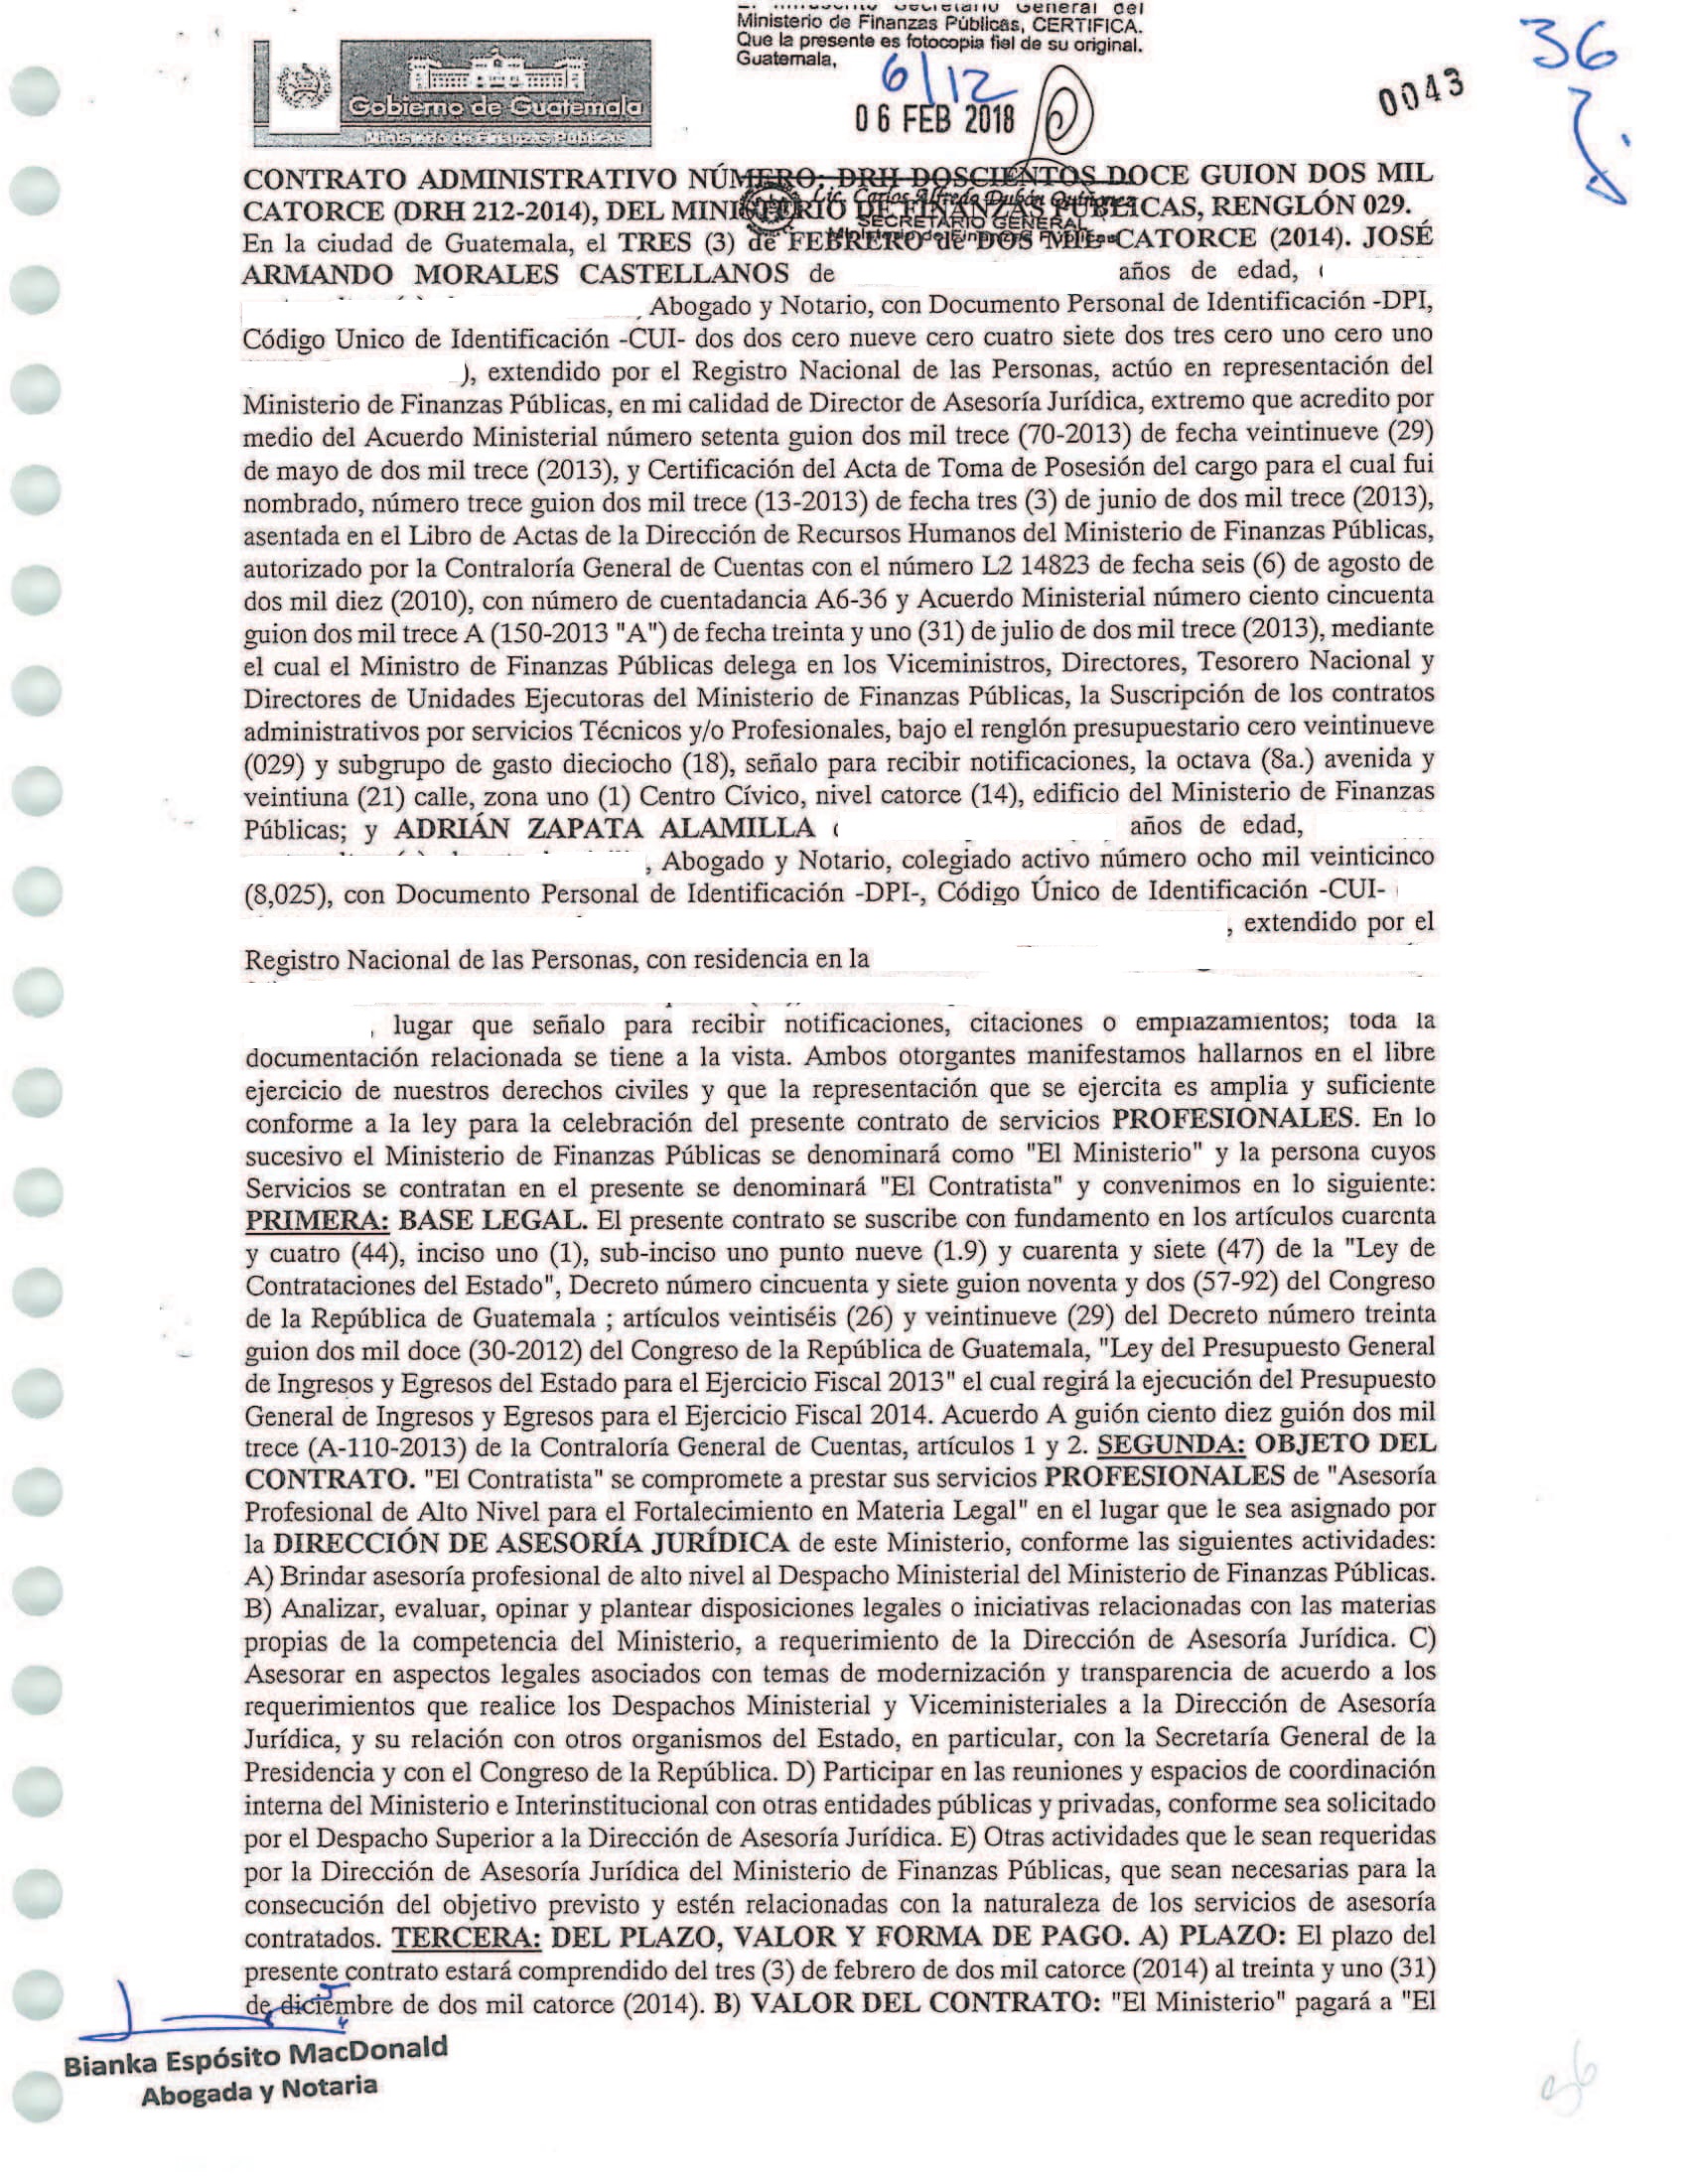 Secretario General del
Ministerio de Finanzas Públicas, CERTIFICA.
Que la presente es fotocopia fiel de su original.
Guatemala,
6/12
06 FEB 2018
0043
36
Gobierno de Guatemala
Ministerio de Finanzas Públicas
CONTRATO ADMINISTRATIVO NÚMERO: DRH DOSCIENTOS DOCE GUION DOS MIL
CATORCE (DRH 212-2014), DEL MINISTERIO DE FINANZAS PÚBLICAS, RENGLÓN 029.
Lic. Carlos Alfredo Dubón Quiñonez
SECRETARIO GENERAL
Ministerio de Finanzas Públicas
En la ciudad de Guatemala, el TRES (3) de FEBRERO de DOS MIL CATORCE (2014). JOSÉ
ARMANDO MORALES CASTELLANOS de años de edad,
, Abogado y Notario, con Documento Personal de Identificación -DPI,
Código Unico de Identificación -CUI- dos dos cero nueve cero cuatro siete dos tres cero uno cero uno
), extendido por el Registro Nacional de las Personas, actúo en representación del
Ministerio de Finanzas Públicas, en mi calidad de Director de Asesoría Jurídica, extremo que acredito por
medio del Acuerdo Ministerial número setenta guion dos mil trece (70-2013) de fecha veintinueve (29)
de mayo de dos mil trece (2013), y Certificación del Acta de Toma de Posesión del cargo para el cual fui
nombrado, número trece guion dos mil trece (13-2013) de fecha tres (3) de junio de dos mil trece (2013),
asentada en el Libro de Actas de la Dirección de Recursos Humanos del Ministerio de Finanzas Públicas,
autorizado por la Contraloría General de Cuentas con el número L2 14823 de fecha seis (6) de agosto de
dos mil diez (2010), con número de cuentadancia A6-36 y Acuerdo Ministerial número ciento cincuenta
guion dos mil trece A (150-2013 "A") de fecha treinta y uno (31) de julio de dos mil trece (2013), mediante
el cual el Ministro de Finanzas Públicas delega en los Viceministros, Directores, Tesorero Nacional y
Directores de Unidades Ejecutoras del Ministerio de Finanzas Públicas, la Suscripción de los contratos
administrativos por servicios Técnicos y/o Profesionales, bajo el renglón presupuestario cero veintinueve
(029) y subgrupo de gasto dieciocho (18), señalo para recibir notificaciones, la octava (8a.) avenida y
veintiuna (21) calle, zona uno (1) Centro Cívico, nivel catorce (14), edificio del Ministerio de Finanzas
Públicas; y ADRIÁN ZAPATA ALAMILLA años de edad,
, Abogado y Notario, colegiado activo número ocho mil veinticinco
(8,025), con Documento Personal de Identificación -DPI-, Código Único de Identificación -CUI-
, extendido por el
Registro Nacional de las Personas, con residencia en la
, lugar que señalo para recibir notificaciones, citaciones o emplazamientos; toda la
documentación relacionada se tiene a la vista. Ambos otorgantes manifestamos hallarnos en el libre
ejercicio de nuestros derechos civiles y que la representación que se ejercita es amplia y suficiente
conforme a la ley para la celebración del presente contrato de servicios PROFESIONALES. En lo
sucesivo el Ministerio de Finanzas Públicas se denominará como "El Ministerio" y la persona cuyos
Servicios se contratan en el presente se denominará "El Contratista" y convenimos en lo siguiente:
PRIMERA: BASE LEGAL. El presente contrato se suscribe con fundamento en los artículos cuarenta
y cuatro (44), inciso uno (1), sub-inciso uno punto nueve (1.9) y cuarenta y siete (47) de la "Ley de
Contrataciones del Estado", Decreto número cincuenta y siete guion noventa y dos (57-92) del Congreso
de la República de Guatemala ; artículos veintiséis (26) y veintinueve (29) del Decreto número treinta
guion dos mil doce (30-2012) del Congreso de la República de Guatemala, "Ley del Presupuesto General
de Ingresos y Egresos del Estado para el Ejercicio Fiscal 2013" el cual regirá la ejecución del Presupuesto
General de Ingresos y Egresos para el Ejercicio Fiscal 2014. Acuerdo A guión ciento diez guión dos mil
trece (A-110-2013) de la Contraloría General de Cuentas, artículos 1 y 2. SEGUNDA: OBJETO DEL
CONTRATO. "El Contratista" se compromete a prestar sus servicios PROFESIONALES de "Asesoría
Profesional de Alto Nivel para el Fortalecimiento en Materia Legal" en el lugar que le sea asignado por
la DIRECCIÓN DE ASESORÍA JURÍDICA de este Ministerio, conforme las siguientes actividades:
A) Brindar asesoría profesional de alto nivel al Despacho Ministerial del Ministerio de Finanzas Públicas.
B) Analizar, evaluar, opinar y plantear disposiciones legales o iniciativas relacionadas con las materias
propias de la competencia del Ministerio, a requerimiento de la Dirección de Asesoría Jurídica. C)
Asesorar en aspectos legales asociados con temas de modernización y transparencia de acuerdo a los
requerimientos que realice los Despachos Ministerial y Viceministeriales a la Dirección de Asesoría
Jurídica, y su relación con otros organismos del Estado, en particular, con la Secretaría General de la
Presidencia y con el Congreso de la República. D) Participar en las reuniones y espacios de coordinación
interna del Ministerio e Interinstitucional con otras entidades públicas y privadas, conforme sea solicitado
por el Despacho Superior a la Dirección de Asesoría Jurídica. E) Otras actividades que le sean requeridas
por la Dirección de Asesoría Jurídica del Ministerio de Finanzas Públicas, que sean necesarias para la
consecución del objetivo previsto y estén relacionadas con la naturaleza de los servicios de asesoría
contratados. TERCERA: DEL PLAZO, VALOR Y FORMA DE PAGO. A) PLAZO: El plazo del
presente contrato estará comprendido del tres (3) de febrero de dos mil catorce (2014) al treinta y uno (31)
de diciembre de dos mil catorce (2014). B) VALOR DEL CONTRATO: "El Ministerio" pagará a "El
Bianka Espósito MacDonald
Abogada y Notaria
36